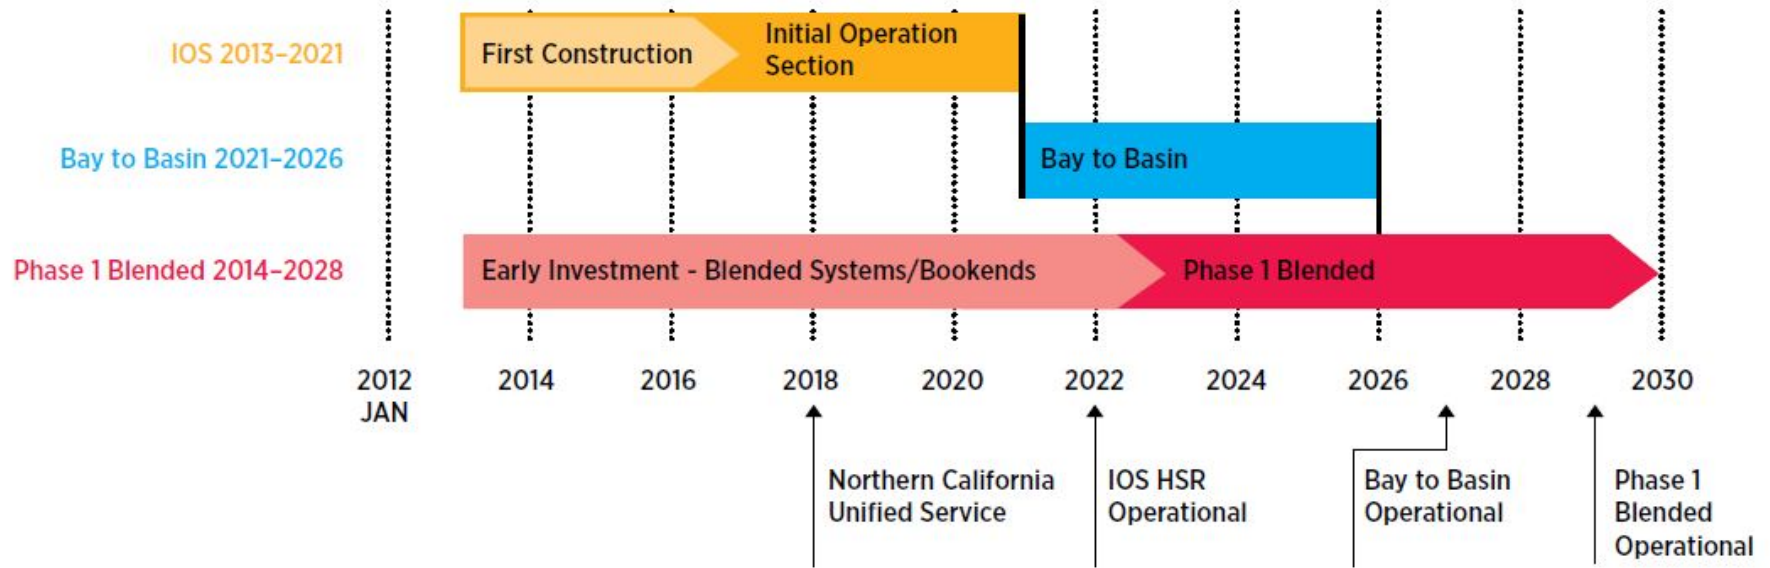 IOS 2013–2021
First Construction
Initial Operation
Section
Bay to Basin 2021–2026
Bay to Basin
Phase 1 Blended 2014–2028
Early Investment - Blended Systems/Bookends
Phase 1 Blended
2012
JAN
2014
2016
2018
2020
2022
2024
2026
2028
2030
Northern California
Unified Service
IOS HSR
Operational
Bay to Basin
Operational
Phase 1
Blended
Operational